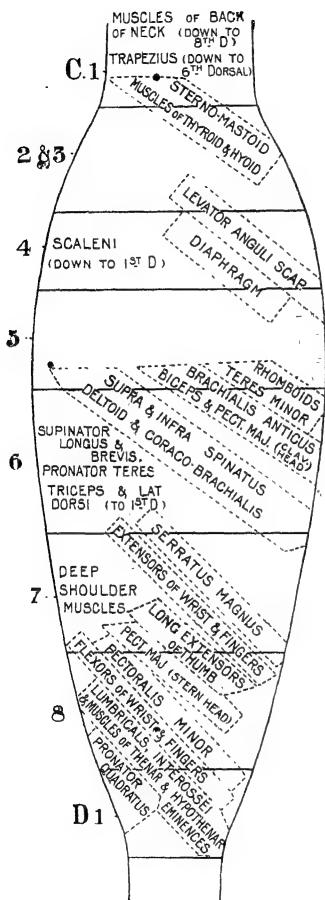 MUSCLES OF BACK
OF NECK (DOWN TO
8TH D)
TRAPEZIUS (DOWN TO
6TH DORSAL)
C.1
STERNO-MASTOID
MUSCLES OF THYROID & HYOID
2 & 3
LEVATOR ANGULI SCAP
DIAPHRAGM
4
SCALENI
(DOWN TO 1ST D)
5
RHOMBOIDS
TERES MINOR
BRACHIALIS ANTICUS
BICEPS & PECT. MAJ. (CLAV.
HEAD)
SUPRA & INFRA SPINATUS
DELTOID & CORACO-BRACHIALIS
6
SUPINATOR
LONGUS &
BREVIS.
PRONATOR TERES
TRICEPS & LAT
DORSI (TO 1ST D)
SERRATUS MAGNUS
EXTENSORS OF WRIST & FINGERS
7
DEEP
SHOULDER
MUSCLES
LONG EXTENSORS
OF THUMB
PECT. MAJ (STERN HEAD)
8
PECTORALIS MINOR
FLEXORS OF WRIST & FINGERS
LUMBRICALS, INTEROSSEI
& MUSCLES OF THENAR & HYPOTHENAR
EMINENCES
PRONATOR
QUADRATUS
D1